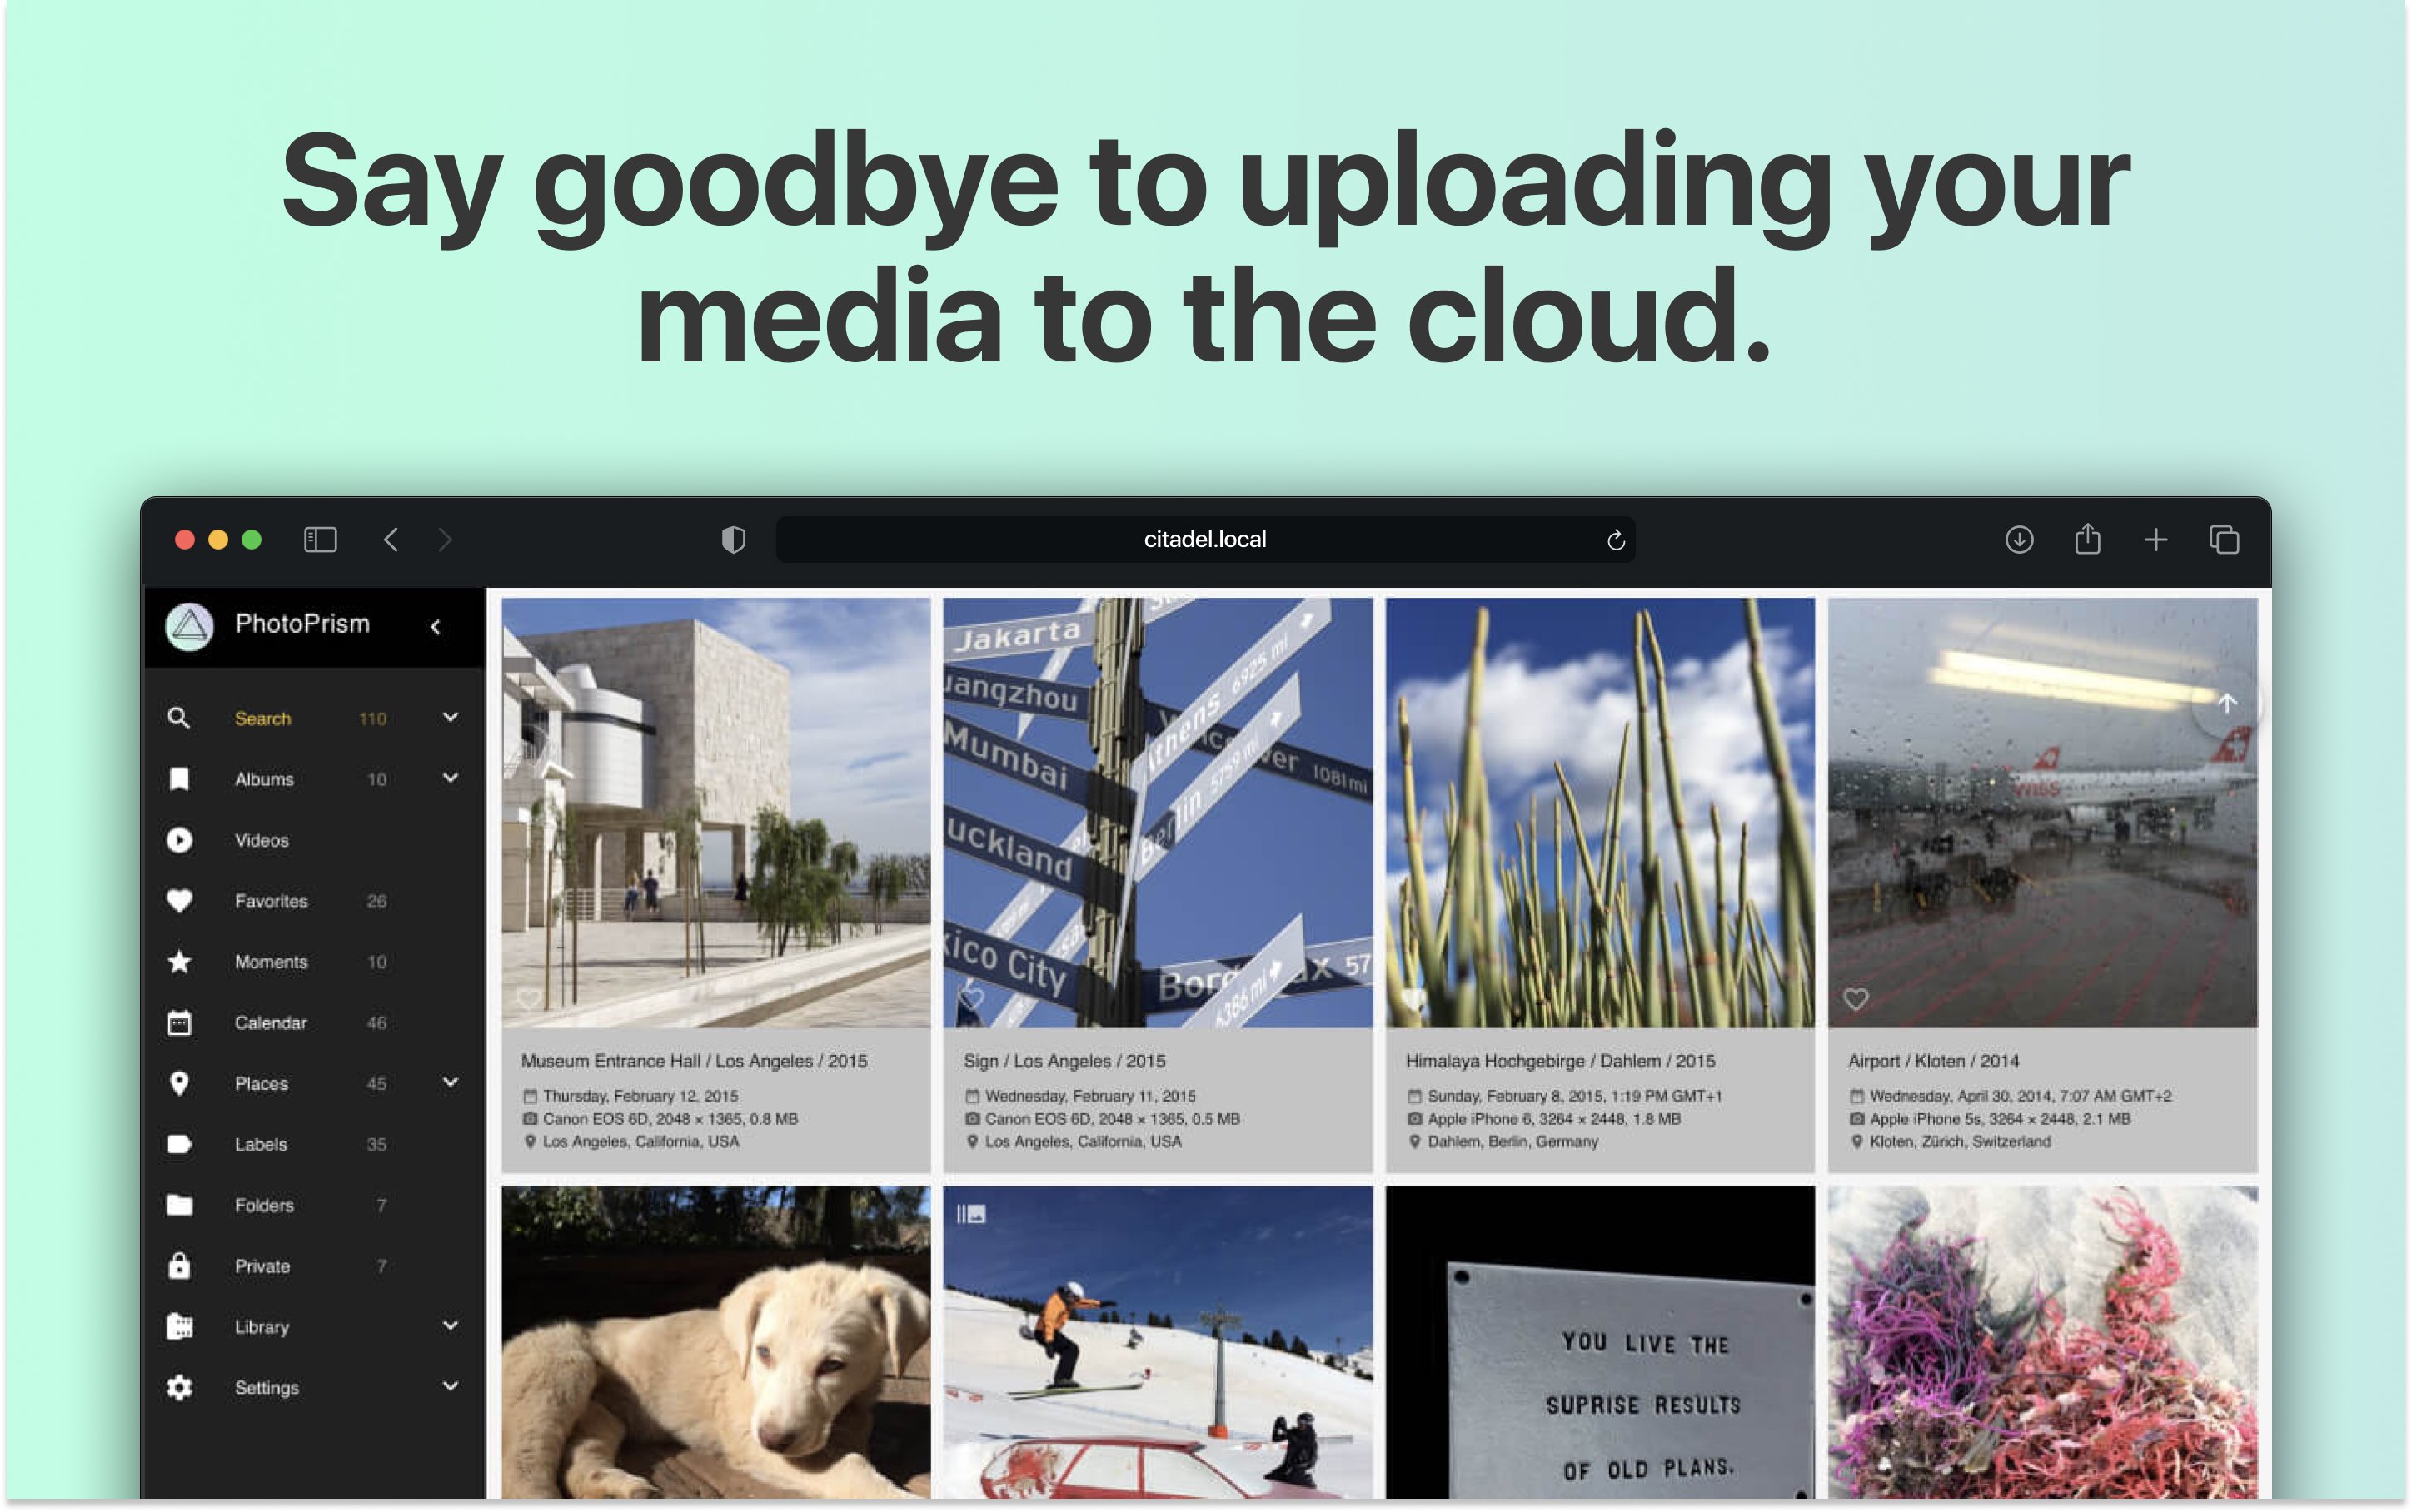 Say goodbye to uploading your
media to the cloud.
citadel.local
PhotoPrism
Search 110
Albums 10
Videos
Favorites 26
Moments 10
Calendar 46
Places 45
Labels 35
Folders 7
Private 7
Library
Settings
Jakarta
uangzhou
Mumbai
uckland
xico City
Athens 6925 mi
Berlin 5759 mi
1081 mi
6386 mi
57
Museum Entrance Hall / Los Angeles / 2015
Thursday, February 12, 2015
Canon EOS 6D, 2048 × 1365, 0.8 MB
Los Angeles, California, USA
Sign / Los Angeles / 2015
Wednesday, February 11, 2015
Canon EOS 6D, 2048 × 1365, 0.5 MB
Los Angeles, California, USA
Himalaya Hochgebirge / Dahlem / 2015
Sunday, February 8, 2015, 1:19 PM GMT+1
Apple iPhone 6, 3264 × 2448, 1.8 MB
Dahlem, Berlin, Germany
swiss
Airport / Kloten / 2014
Wednesday, April 30, 2014, 7:07 AM GMT+2
Apple iPhone 5s, 3264 × 2448, 2.1 MB
Kloten, Zürich, Switzerland
YOU LIVE THE
SUPRISE RESULTS
OF OLD PLANS.